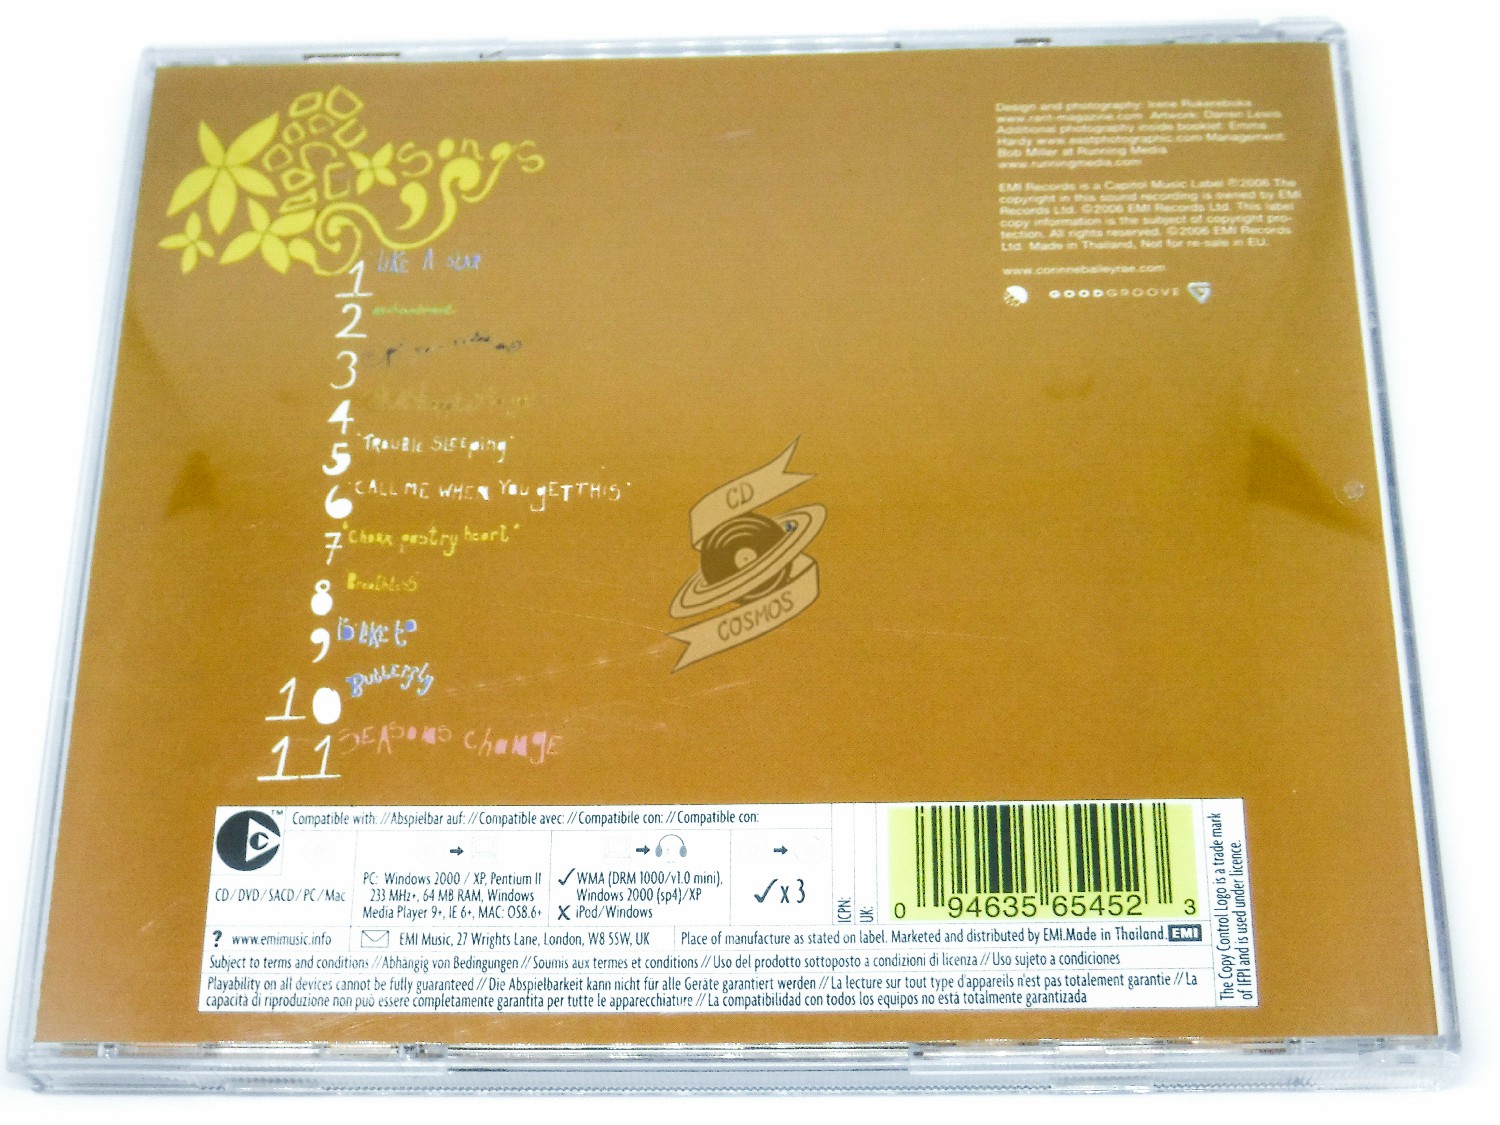 sings
1 "LIKE A STAR"
2 enchantment
3
4
5 "TROUBLE SLEEping"
6 "CALL ME WHEN YOU gET THIS"
7 "Choux pastry heart"
8 Breathless
9 "I'd LIKE to"
10 Butterfly
11 SEASONS ChANgE
Design and photography: Irene Rukerebuka
www.rant-magazine.com Artwork: Darren Lewis
Additional photography inside booklet: Emma
Hardy www.eastphotographic.com Management:
Bob Miller at Running Media
www.runningmedia.com
EMI Records is a Capitol Music Label ℗2006 The
copyright in this sound recording is owned by EMI
Records Ltd. ©2006 EMI Records Ltd. This label
copy information is the subject of copyright pro-
tection. All rights reserved. ©2006 EMI Records
Ltd. Made in Thailand. Not for re-sale in EU.
www.corinnebaileyrae.com
GOODGROOVE G
CD
COSMOS
C ™
Compatible with: // Abspielbar auf: // Compatible avec: // Compatibile con: // Compatible con:
CD / DVD / SACD / PC / Mac
PC: Windows 2000 / XP, Pentium II
233 MHz+, 64 MB RAM, Windows
Media Player 9+, IE 6+, MAC: OS8.6+
✓ WMA (DRM 1000/v1.0 mini),
Windows 2000 (sp4)/XP
X iPod/Windows
✓ x 3
ICPN:
UK:
0 94635 65452 3
? www.emimusic.info
EMI Music, 27 Wrights Lane, London, W8 5SW, UK
Place of manufacture as stated on label. Marketed and distributed by EMI. Made in Thailand. EMI
Subject to terms and conditions // Abhängig von Bedingungen // Soumis aux termes et conditions // Uso del prodotto sottoposto a condizioni di licenza // Uso sujeto a condiciones
Playability on all devices cannot be fully guaranteed // Die Abspielbarkeit kann nicht für alle Geräte garantiert werden // La lecture sur tout type d'appareils n'est pas totalement garantie // La
capacità di riproduzione non può essere completamente garantita per tutte le apparecchiature // La compatibilidad con todos los equipos no está totalmente garantizada
The Copy Control Logo is a trade mark
of IFPI and is used under licence.